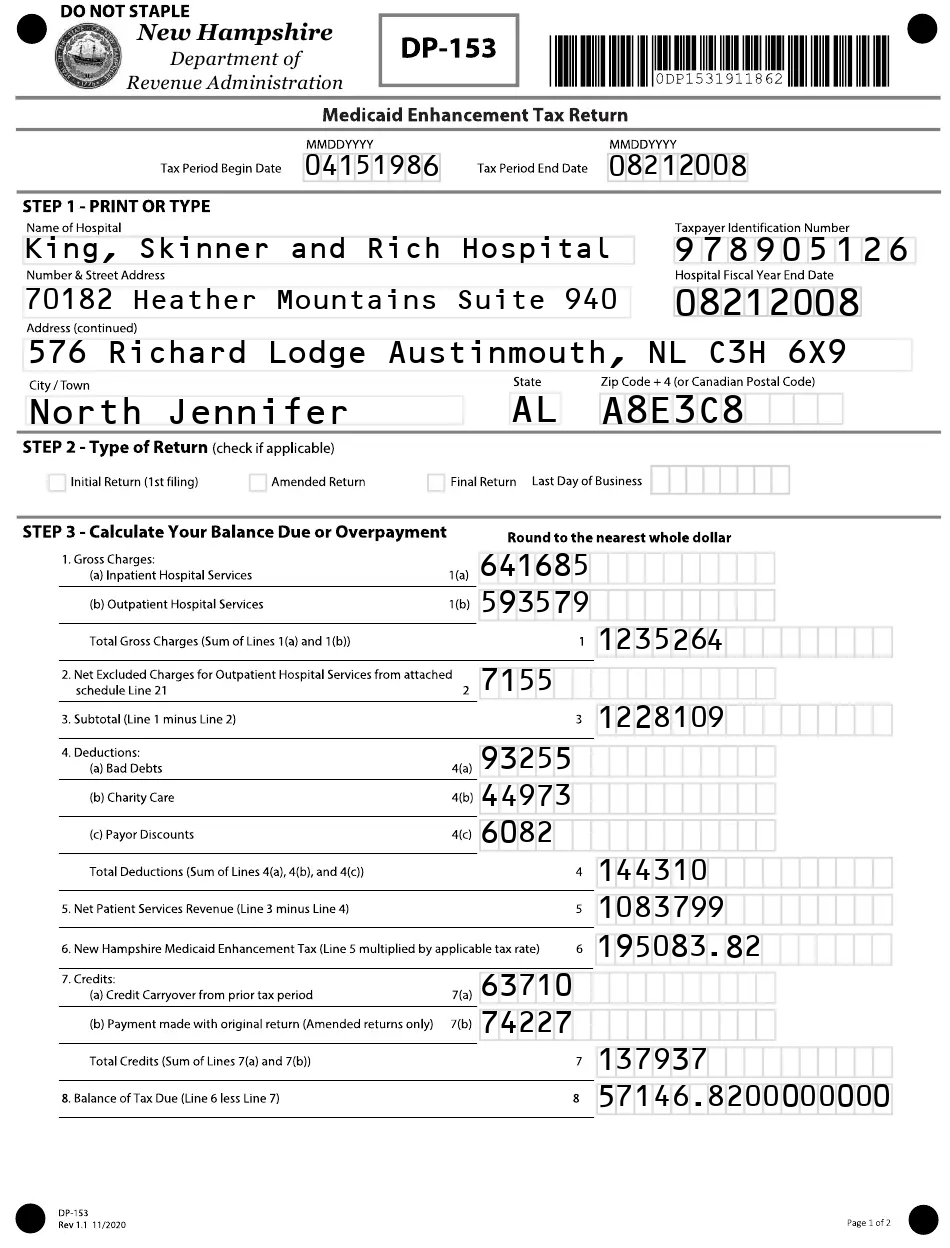 DO NOT STAPLE
New Hampshire
Department of
Revenue Administration
DP-153
0DP1531911862
Medicaid Enhancement Tax Return
MMDDYYYY MMDDYYYY
Tax Period Begin Date 04151986 Tax Period End Date 08212008
STEP 1 - PRINT OR TYPE
Name of Hospital Taxpayer Identification Number
King, Skinner and Rich Hospital 978905126
Number & Street Address Hospital Fiscal Year End Date
70182 Heather Mountains Suite 940 08212008
Address (continued)
576 Richard Lodge Austinmouth, NL C3H 6X9
City / Town State Zip Code + 4 (or Canadian Postal Code)
North Jennifer AL A8E3C8
STEP 2 - Type of Return (check if applicable)
Initial Return (1st filing) Amended Return Final Return Last Day of Business
STEP 3 - Calculate Your Balance Due or Overpayment Round to the nearest whole dollar
1. Gross Charges:
(a) Inpatient Hospital Services 1(a) 641685
(b) Outpatient Hospital Services 1(b) 593579
Total Gross Charges (Sum of Lines 1(a) and 1(b)) 1 1235264
2. Net Excluded Charges for Outpatient Hospital Services from attached
schedule Line 21 2 7155
3. Subtotal (Line 1 minus Line 2) 3 1228109
4. Deductions:
(a) Bad Debts 4(a) 93255
(b) Charity Care 4(b) 44973
(c) Payor Discounts 4(c) 6082
Total Deductions (Sum of Lines 4(a), 4(b), and 4(c)) 4 144310
5. Net Patient Services Revenue (Line 3 minus Line 4) 5 1083799
6. New Hampshire Medicaid Enhancement Tax (Line 5 multiplied by applicable tax rate) 6 195083.82
7. Credits:
(a) Credit Carryover from prior tax period 7(a) 63710
(b) Payment made with original return (Amended returns only) 7(b) 74227
Total Credits (Sum of Lines 7(a) and 7(b)) 7 137937
8. Balance of Tax Due (Line 6 less Line 7) 8 57146.8200000000
DP-153
Rev 1.1 11/2020 Page 1 of 2